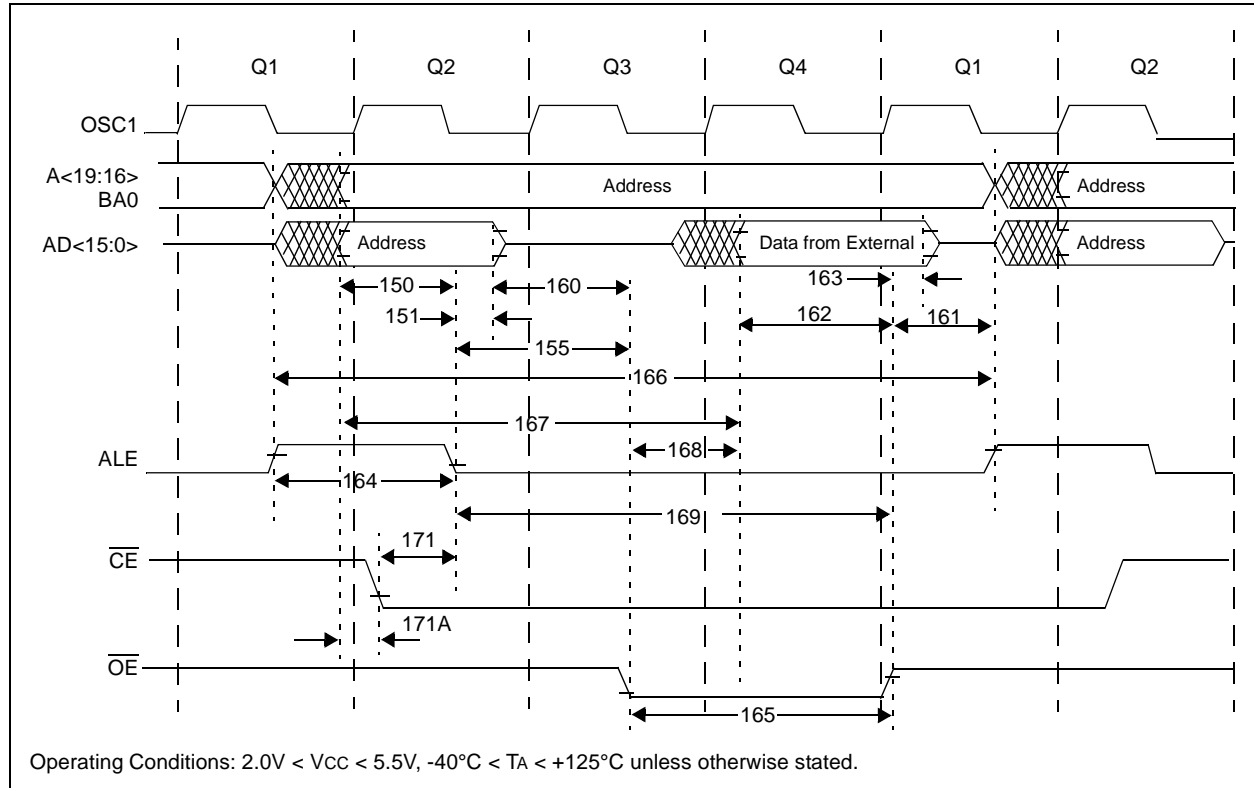 Q1 Q2 Q3 Q4 Q1 Q2
OSC1
A<19:16>
BA0
Address
Address
AD<15:0>
Address
Data from External
Address
163
150
160
151
162
161
155
166
167
168
ALE
164
169
171
CE
171A
OE
165
Operating Conditions: 2.0V < VCC < 5.5V, -40°C < TA < +125°C unless otherwise stated.